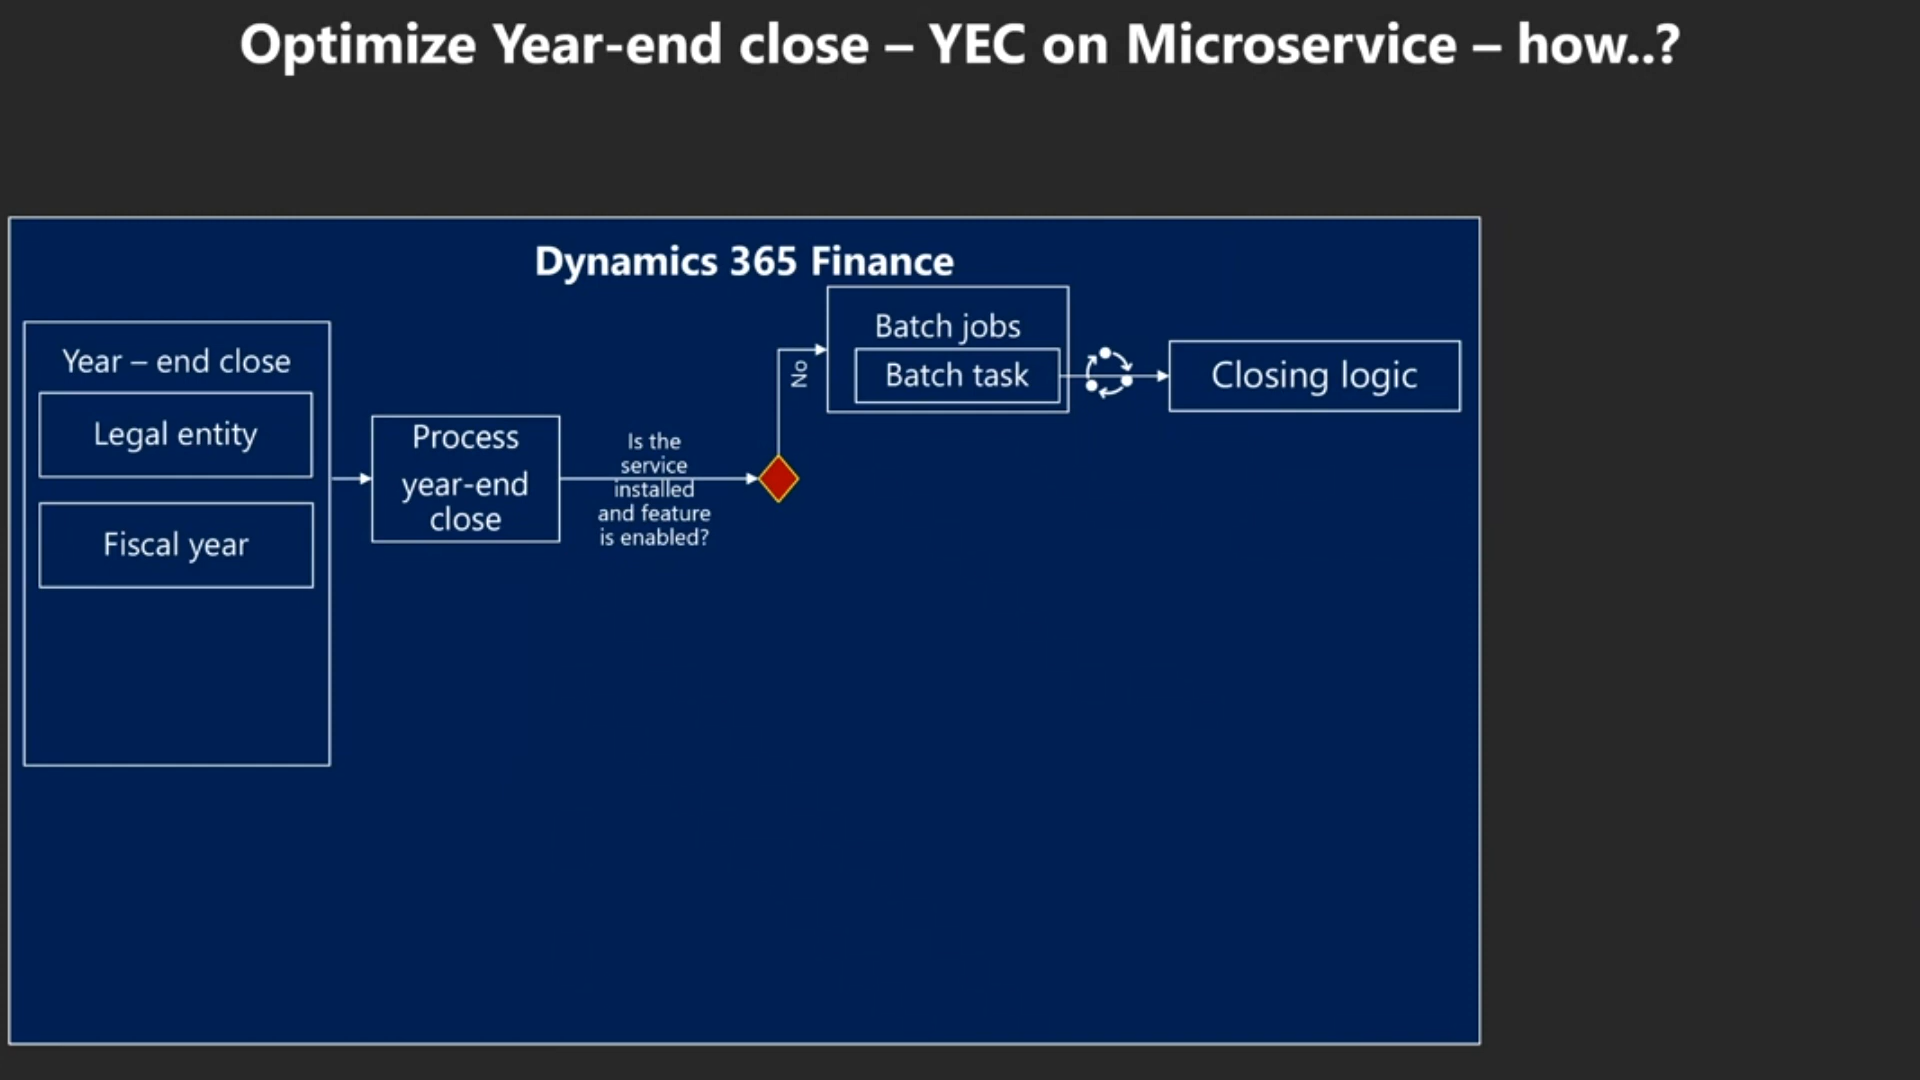 Optimize Year-end close – YEC on Microservice – how..?
Dynamics 365 Finance
Year – end close
Legal entity
Fiscal year
Process
year-end
close
Is the
service
installed
and feature
is enabled?
No
Batch jobs
Batch task
Closing logic